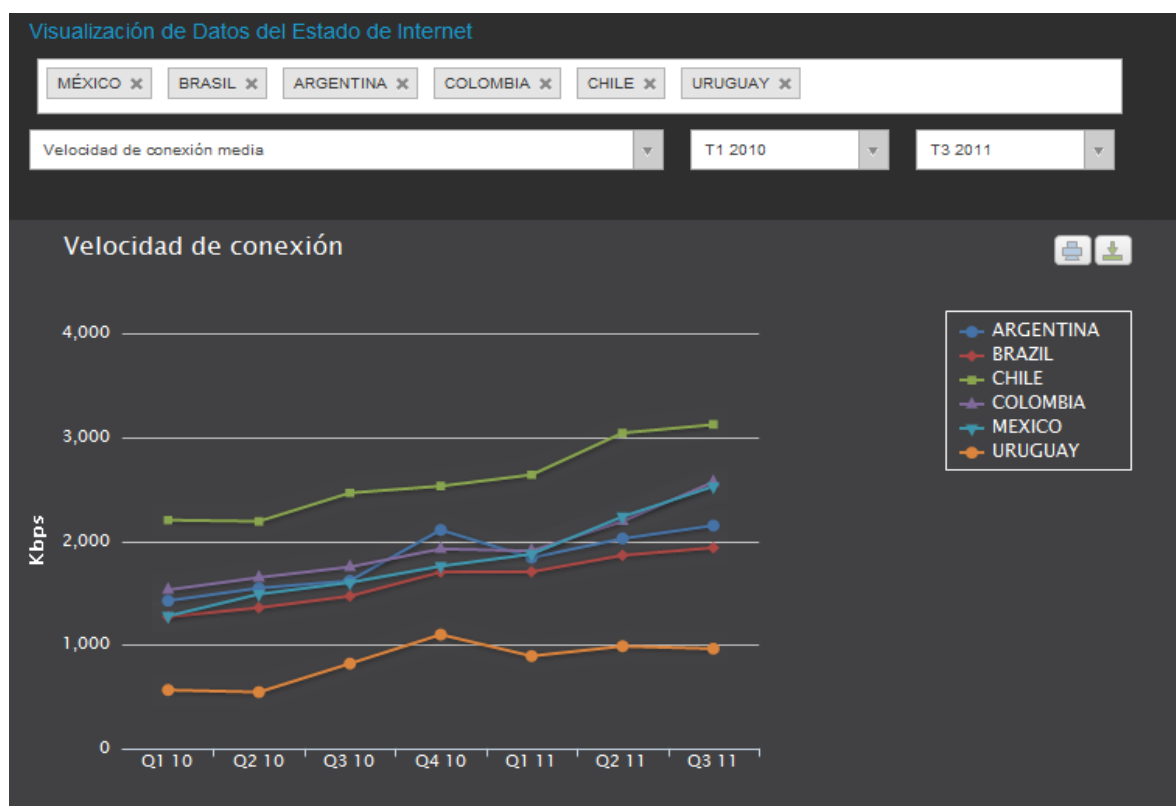 Visualización de Datos del Estado de Internet
MÉXICO BRASIL ARGENTINA COLOMBIA CHILE URUGUAY
Velocidad de conexión media T1 2010 T3 2011
Velocidad de conexión
4,000
3,000
2,000
1,000
0
Kbps
Q1 10 Q2 10 Q3 10 Q4 10 Q1 11 Q2 11 Q3 11
ARGENTINA
BRAZIL
CHILE
COLOMBIA
MEXICO
URUGUAY